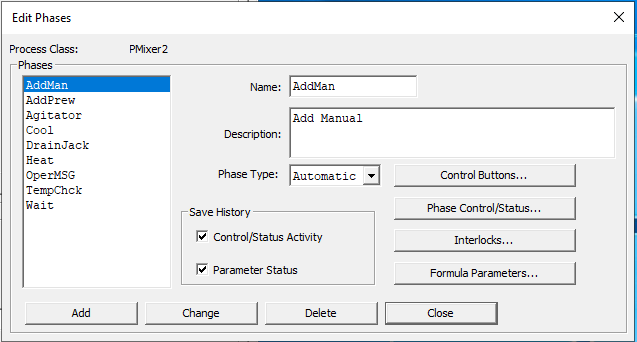 Edit Phases
Process Class: PMixer2
Phases
AddMan
AddPrew
Agitator
Cool
DrainJack
Heat
OperMSG
TempChck
Wait
Name: AddMan
Description: Add Manual
Phase Type: Automatic
Save History
Control/Status Activity
Parameter Status
Control Buttons...
Phase Control/Status...
Interlocks...
Formula Parameters...
Add
Change
Delete
Close